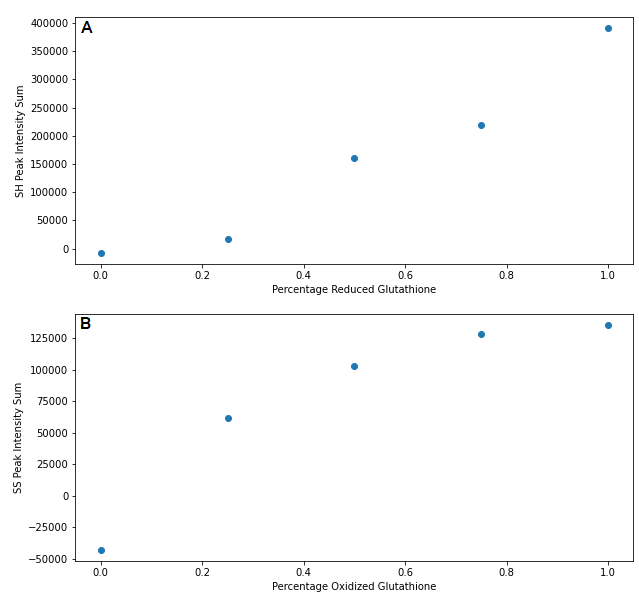 A
400000
350000
300000
250000
200000
150000
100000
50000
0
SH Peak Intensity Sum
0.0 0.2 0.4 0.6 0.8 1.0
Percentage Reduced Glutathione
B
125000
100000
75000
50000
25000
0
−25000
−50000
SS Peak Intensity Sum
0.0 0.2 0.4 0.6 0.8 1.0
Percentage Oxidized Glutathione